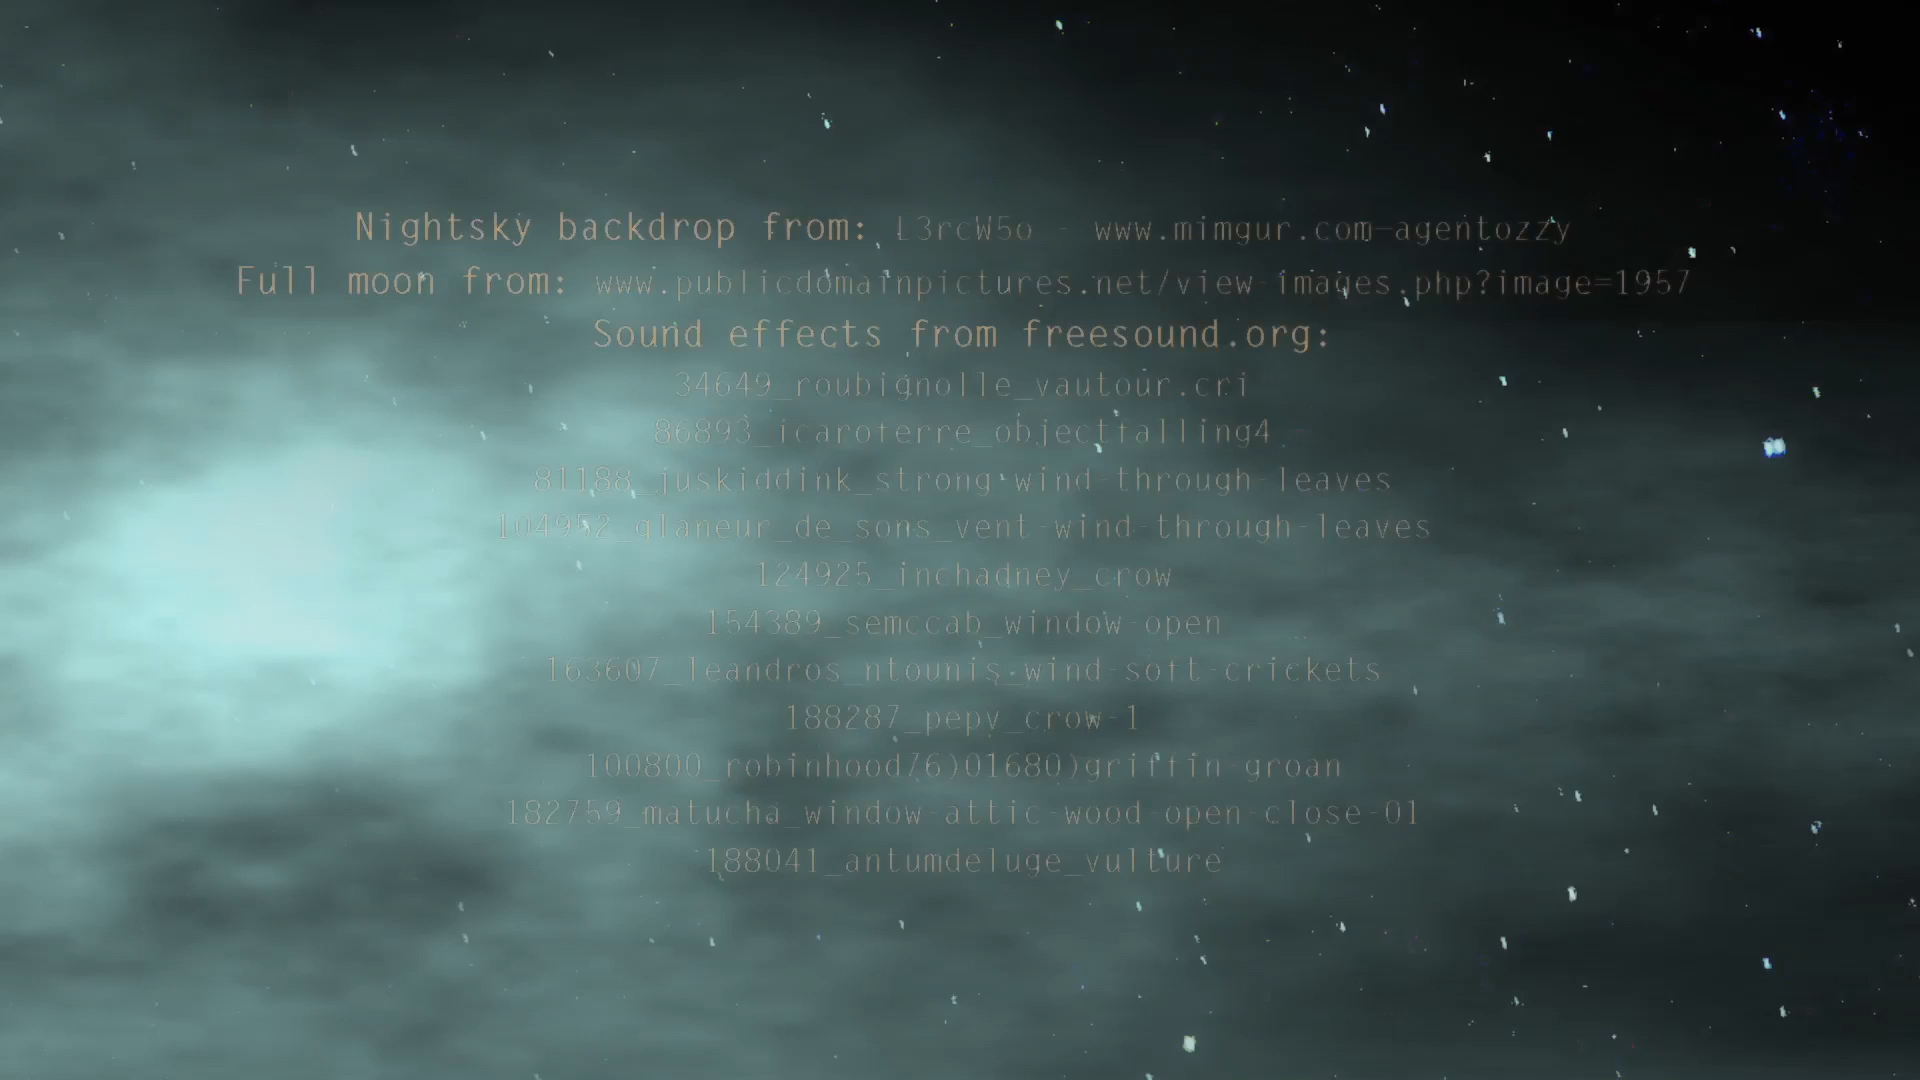 Nightsky backdrop from: L3rcW5o - www.mimgur.com-agentozzy
Full moon from: www.publicdomainpictures.net/view-images.php?image=1957
Sound effects from freesound.org:
34649_roubignolle_vautour.cri
86893_icaroterre_objectfalling4
81188_juskiddink_strong-wind-through-leaves
104952_glaneur_de_sons_vent-wind-through-leaves
124925_inchadney_crow
154389_semccab_window-open
163607_leandros_ntounis-wind-soft-crickets
188287_pepv_crow-1
100800_robinhood76)01680)griffin-groan
182759_matucha_window-attic-wood open-close-01
188041_antumdeluge_vulture